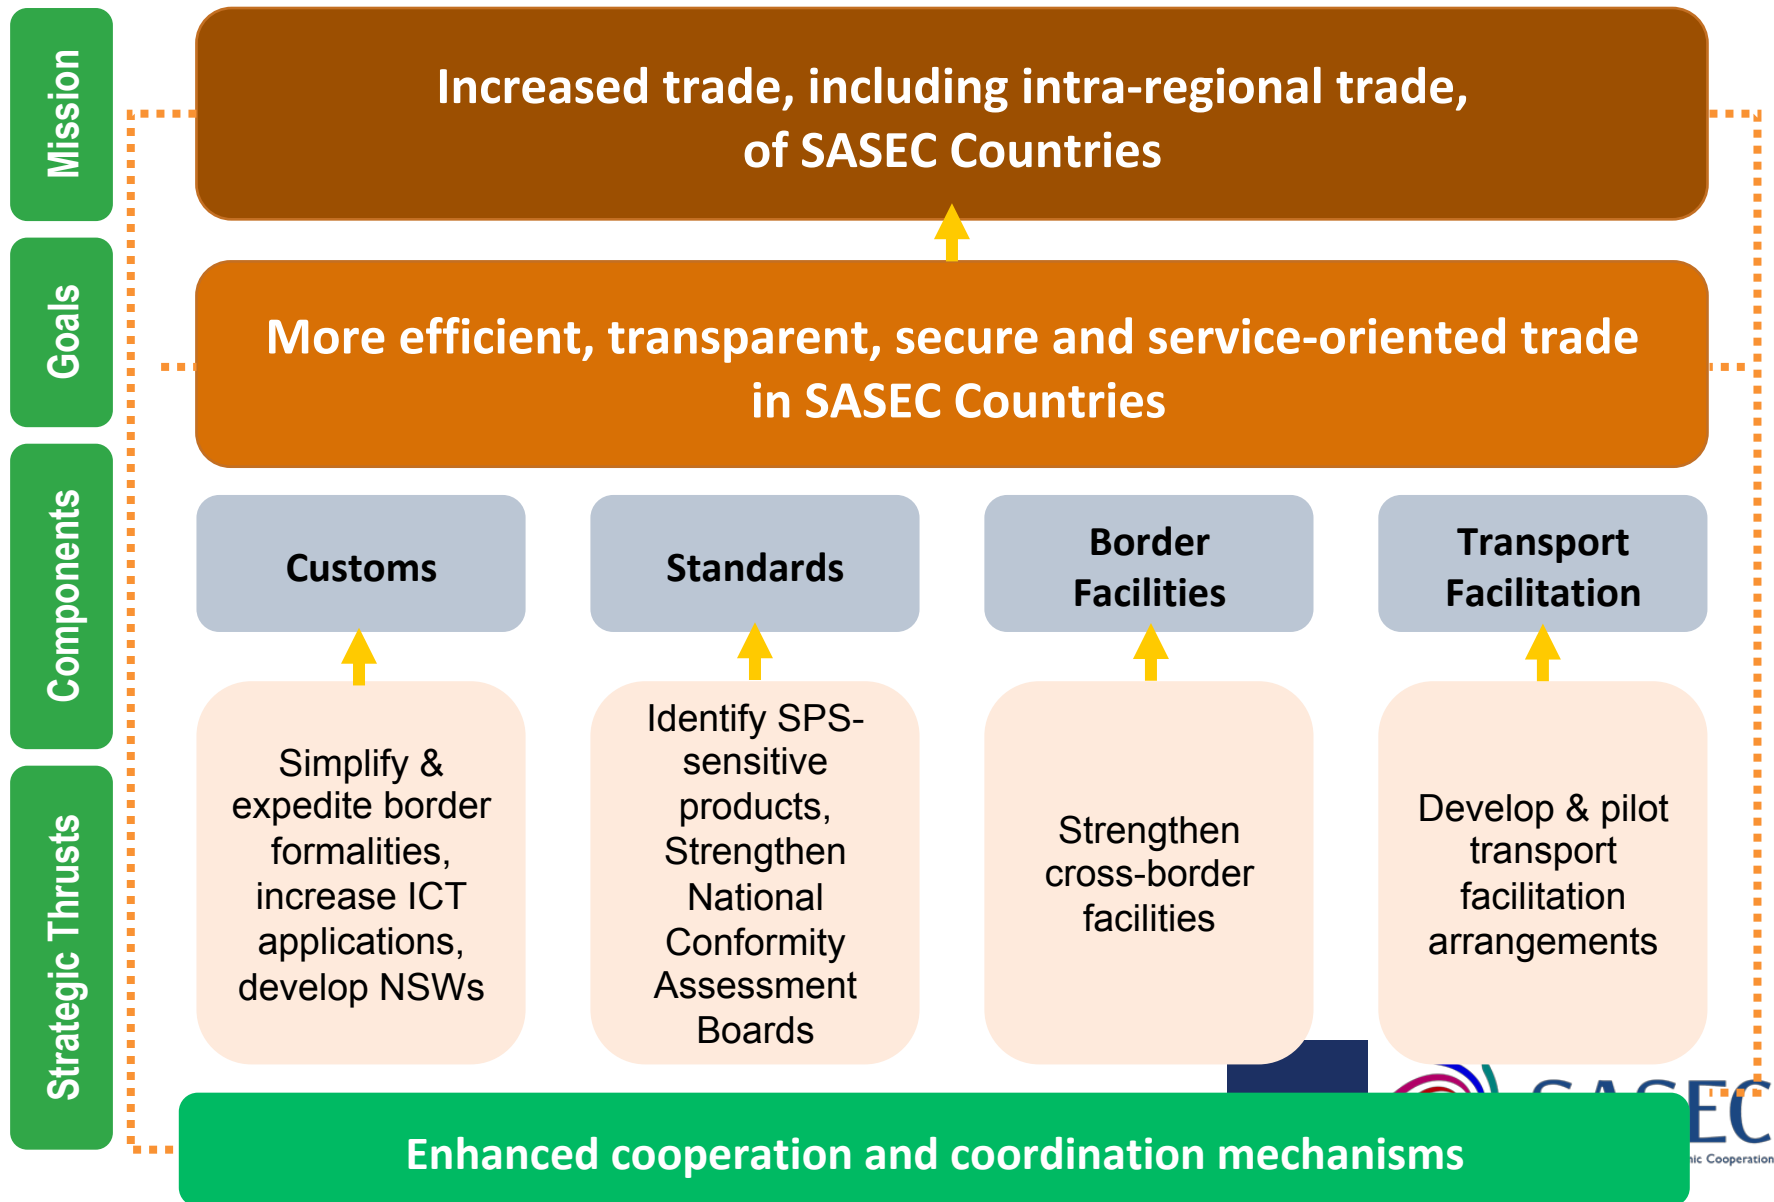 Mission
Increased trade, including intra-regional trade,
of SASEC Countries
Goals
More efficient, transparent, secure and service-oriented trade
in SASEC Countries
Components
Customs
Standards
Border
Facilities
Transport
Facilitation
Strategic Thrusts
Simplify &
expedite border
formalities,
increase ICT
applications,
develop NSWs
Identify SPS-
sensitive
products,
Strengthen
National
Conformity
Assessment
Boards
Strengthen
cross-border
facilities
Develop & pilot
transport
facilitation
arrangements
SASEC
Cooperation
Enhanced cooperation and coordination mechanisms